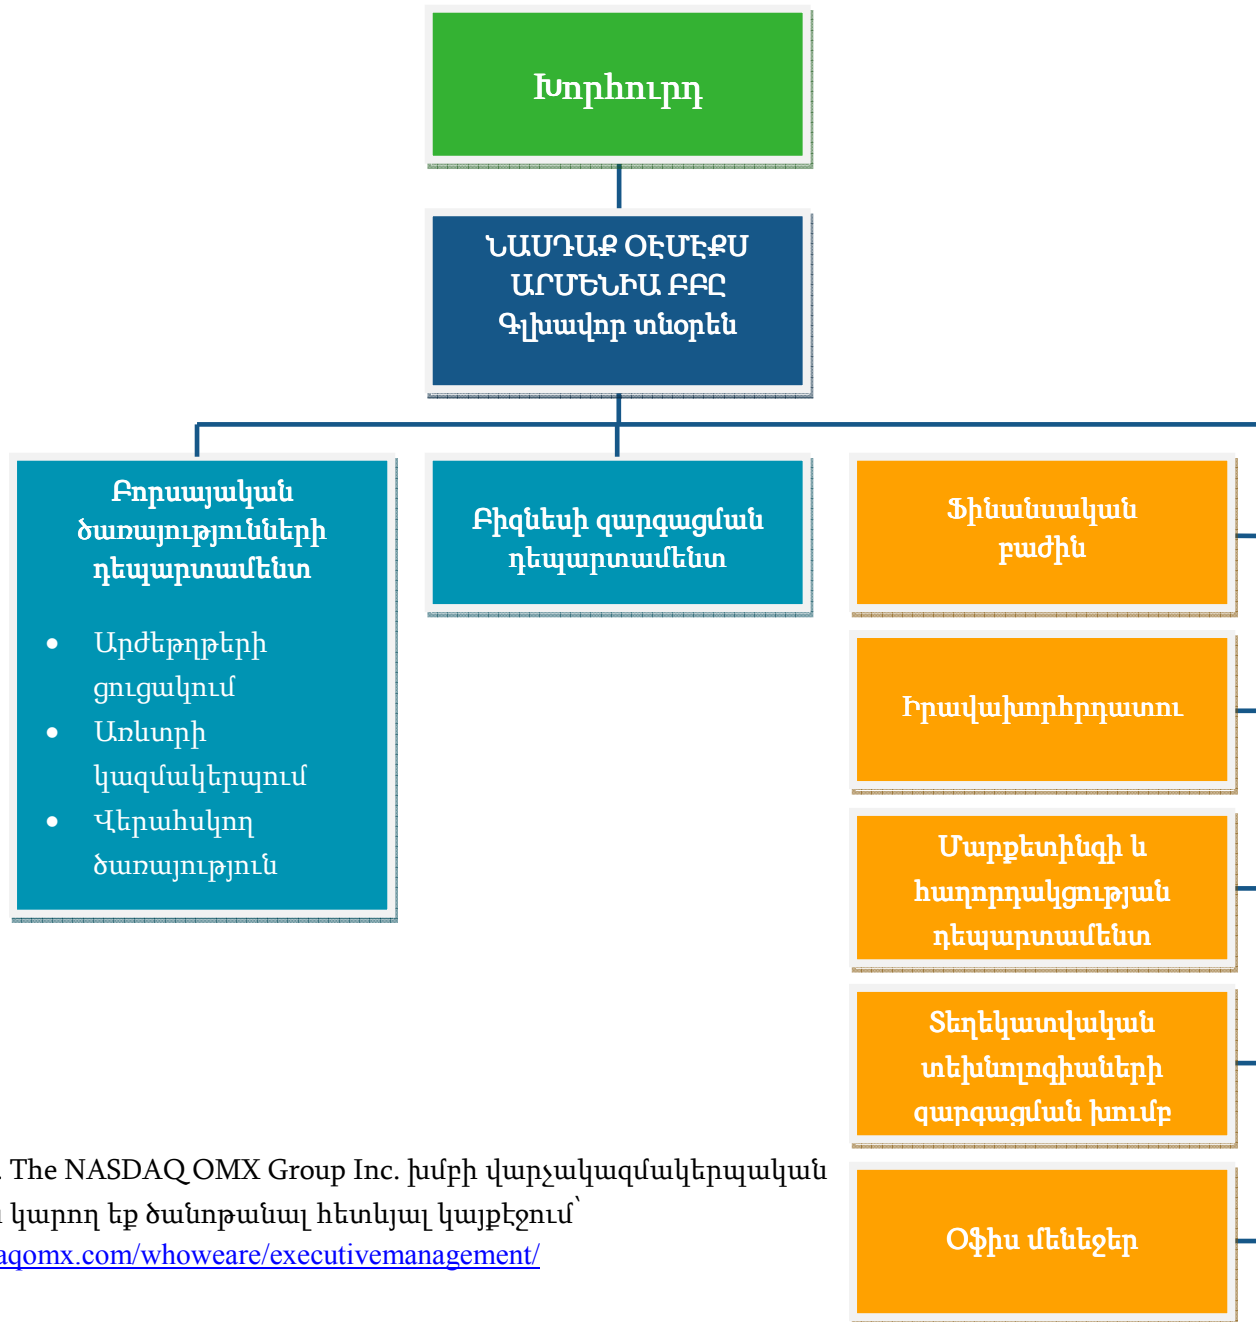 Խորհուրդ
ՆԱՍԴԱՔ ՕԷՄԷՔՍ
ԱՐՄԵՆԻԱ ԲԲԸ
Գլխավոր տնօրեն
Բորսայական
ծառայությունների
դեպարտամենտ
• Արժեթղթերի
ցուցակում
• Առևտրի
կազմակերպում
• Վերահսկող
ծառայություն
Բիզնեսի զարգացման
դեպարտամենտ
Ֆինանսական
բաժին
Իրավախորհրդատու
Մարքետինգի և
հաղորդակցության
դեպարտամենտ
Տեղեկատվական
տեխնոլոգիաների
զարգացման խումբ
Օֆիս մենեջեր
. The NASDAQ OMX Group Inc. խմբի վարչակազմակերպական
կարող եք ծանոթանալ հետևյալ կայքէջում՝
aqomx.com/whoweare/executivemanagement/